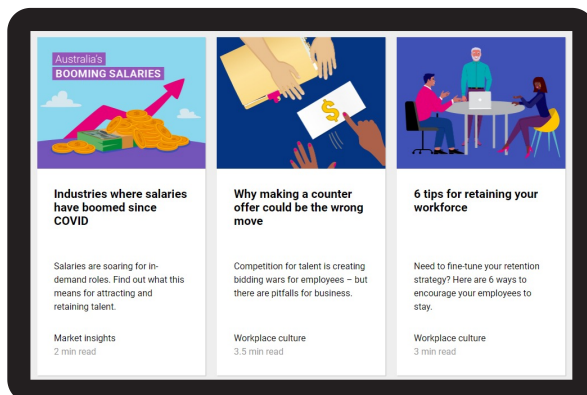 Australia's
BOOMING SALARIES
Industries where salaries
have boomed since
COVID
Salaries are soaring for in-
demand roles. Find out what this
means for attracting and
retaining talent.
Market insights
2 min read
$
Why making a counter
offer could be the wrong
move
Competition for talent is creating
bidding wars for employees – but
there are pitfalls for business.
Workplace culture
3.5 min read
6 tips for retaining your
workforce
Need to fine-tune your retention
strategy? Here are 6 ways to
encourage your employees to
stay.
Workplace culture
3 min read